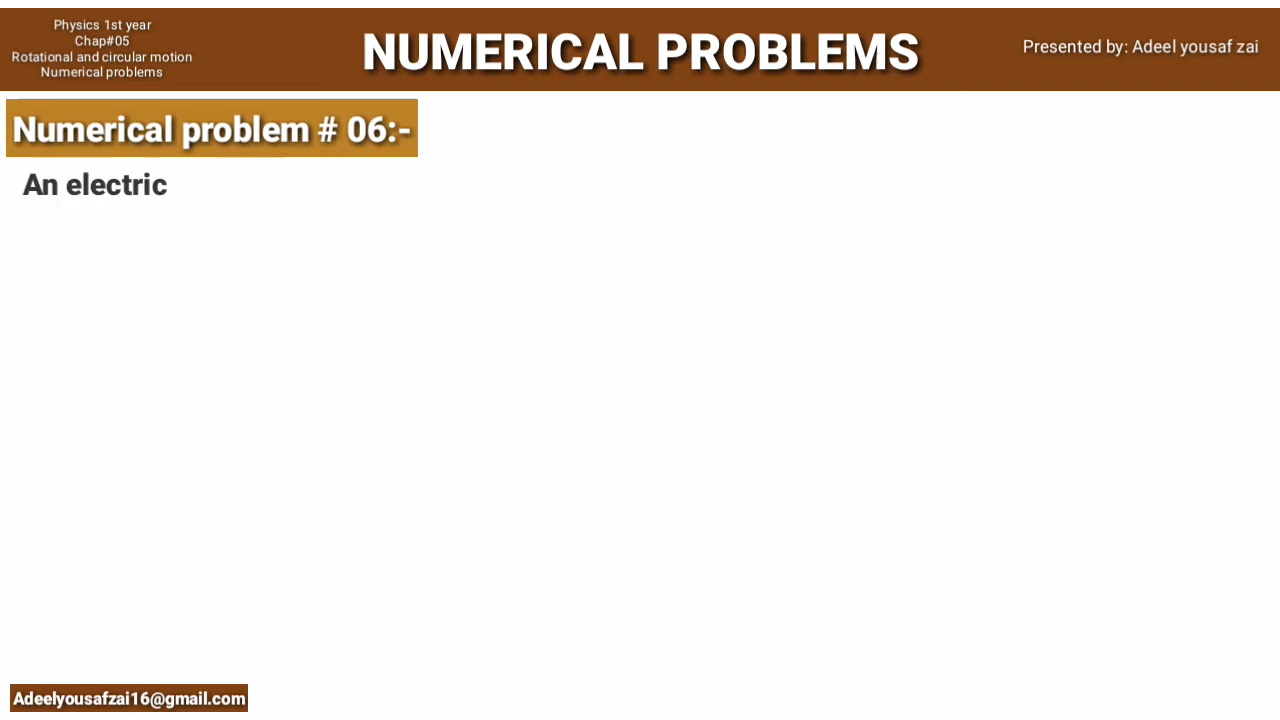 Physics 1st year
Chap#05
Rotational and circular motion
Numerical problems
NUMERICAL PROBLEMS
Presented by: Adeel yousaf zai
Numerical problem # 06:-
An electric
Adeelyousafzai16@gmail.com